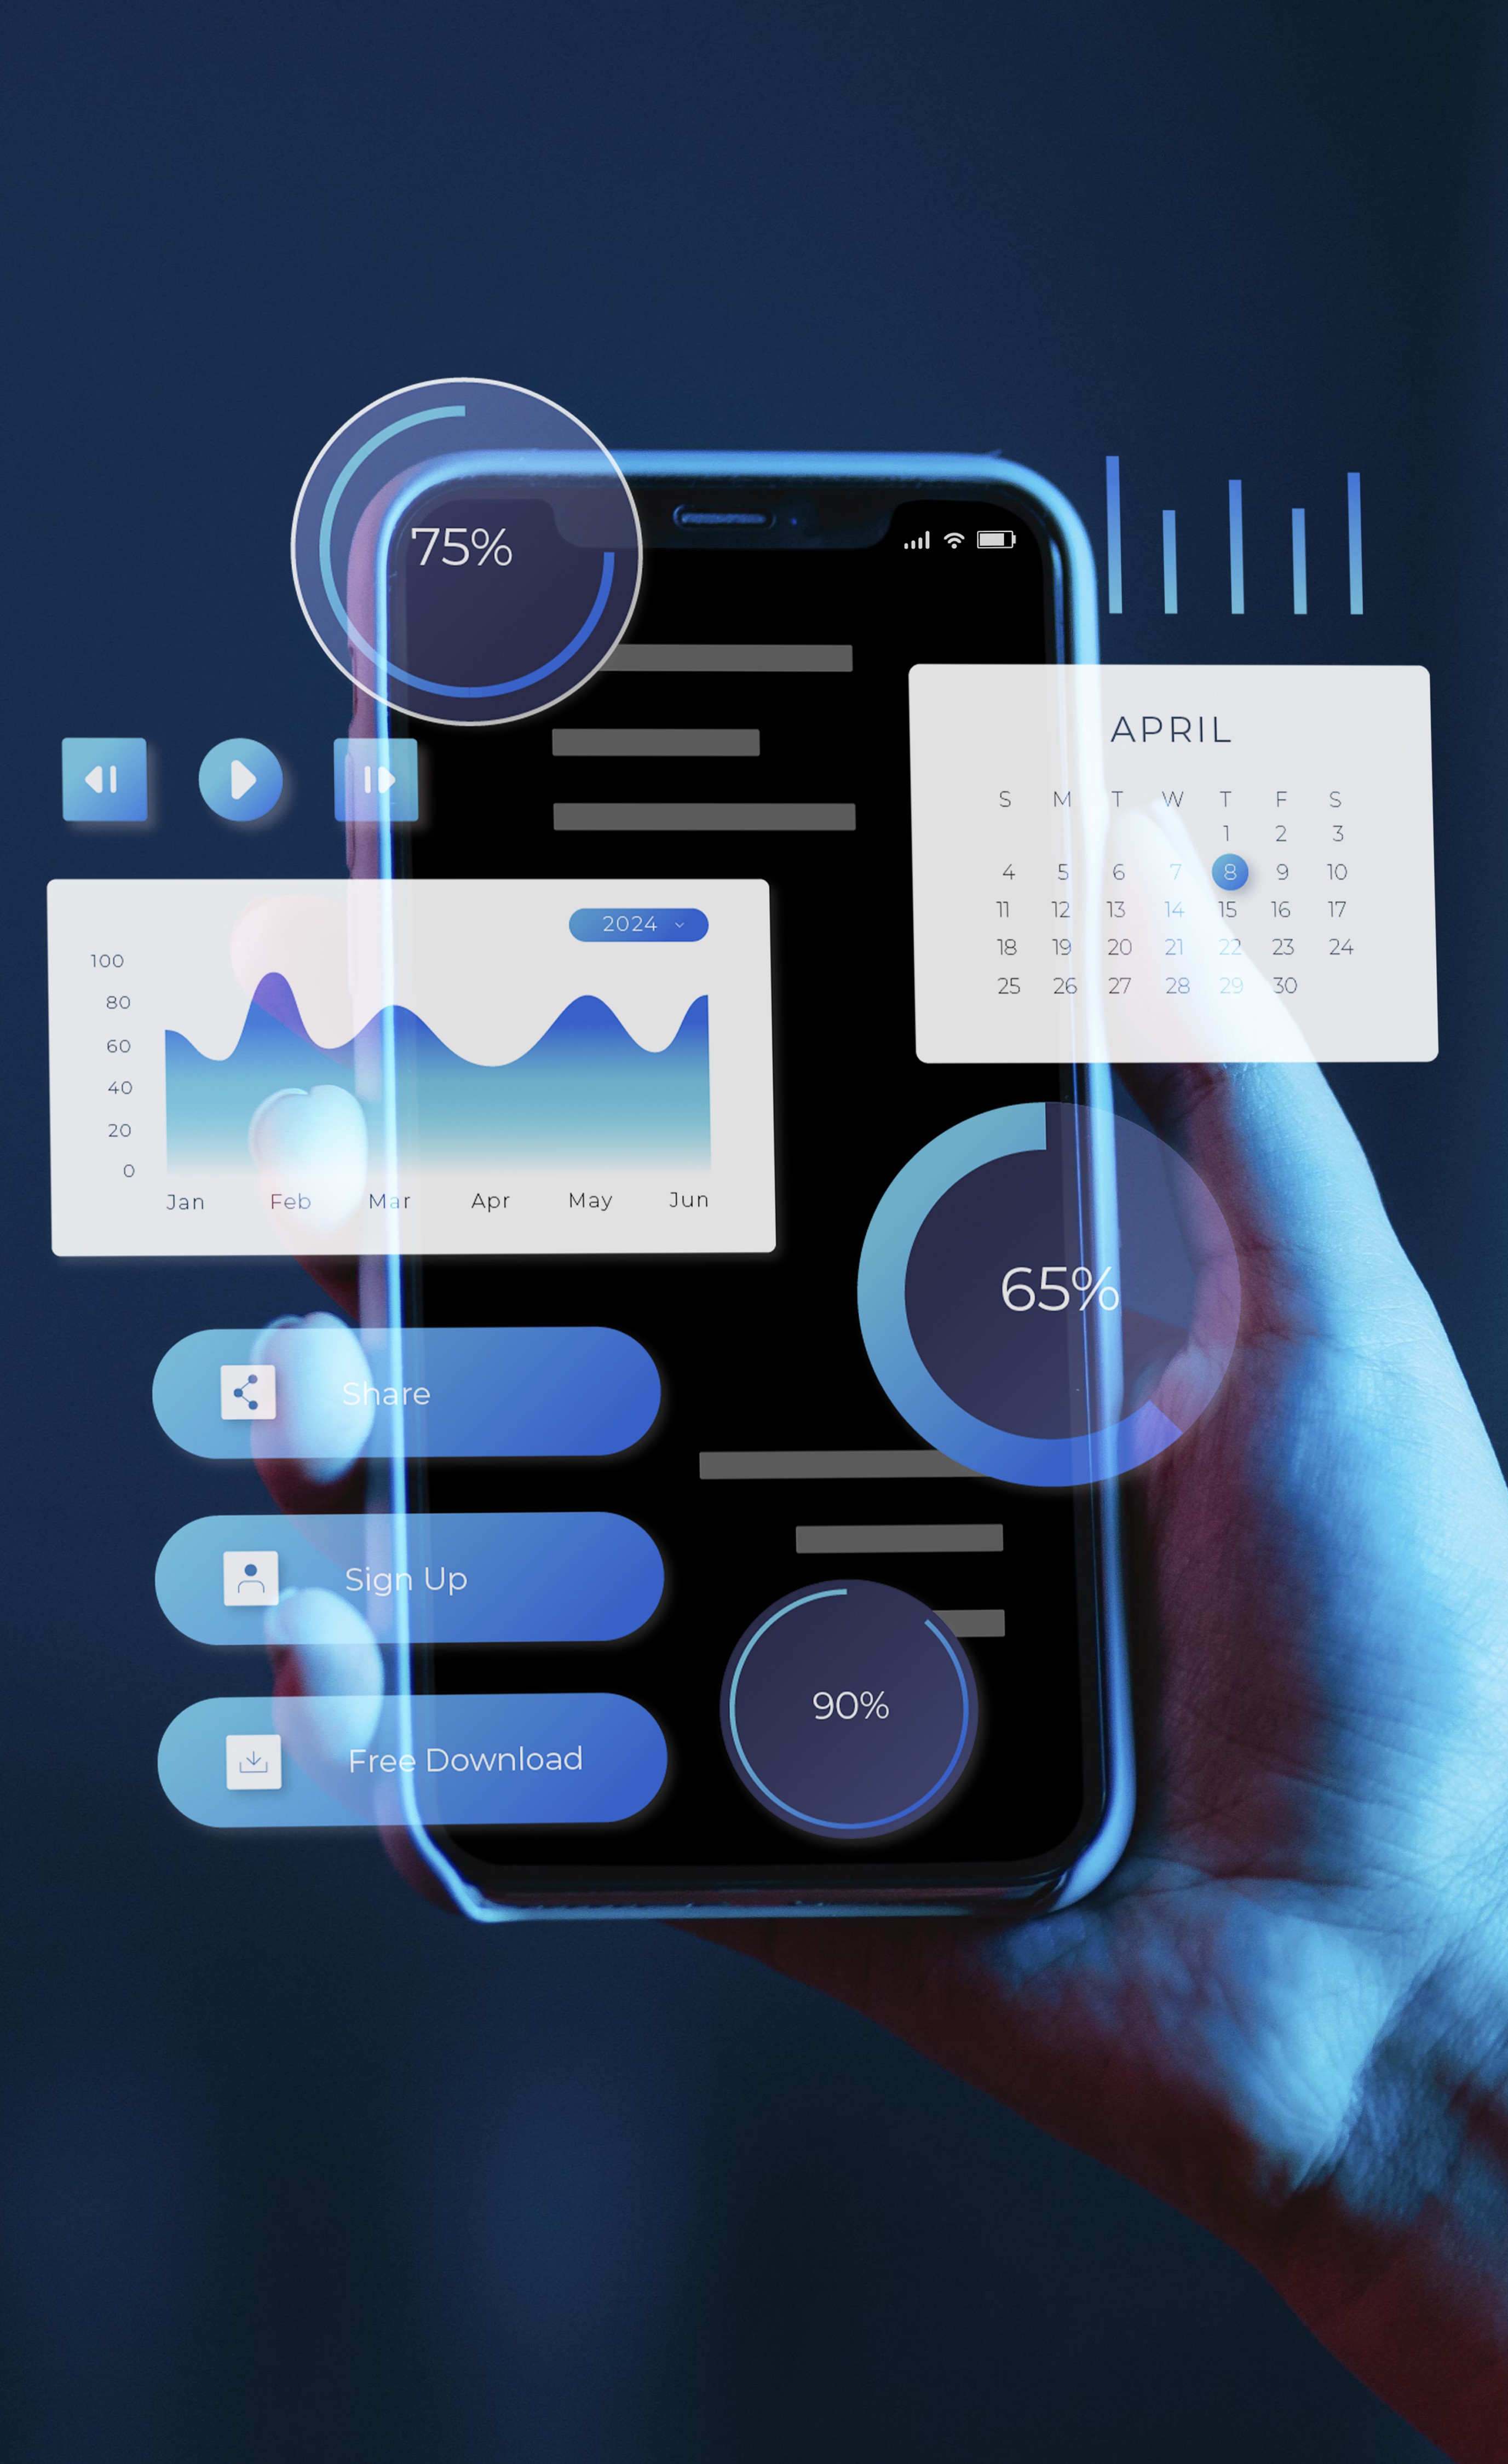 75%
APRIL
S M T W T F S
1 2 3
4 5 6 7 8 9 10
11 12 13 14 15 16 17
18 19 20 21 22 23 24
25 26 27 28 29 30
2024
100
80
60
40
20
0
Jan Feb Mar Apr May Jun
65%
Share
Sign Up
90%
Free Download